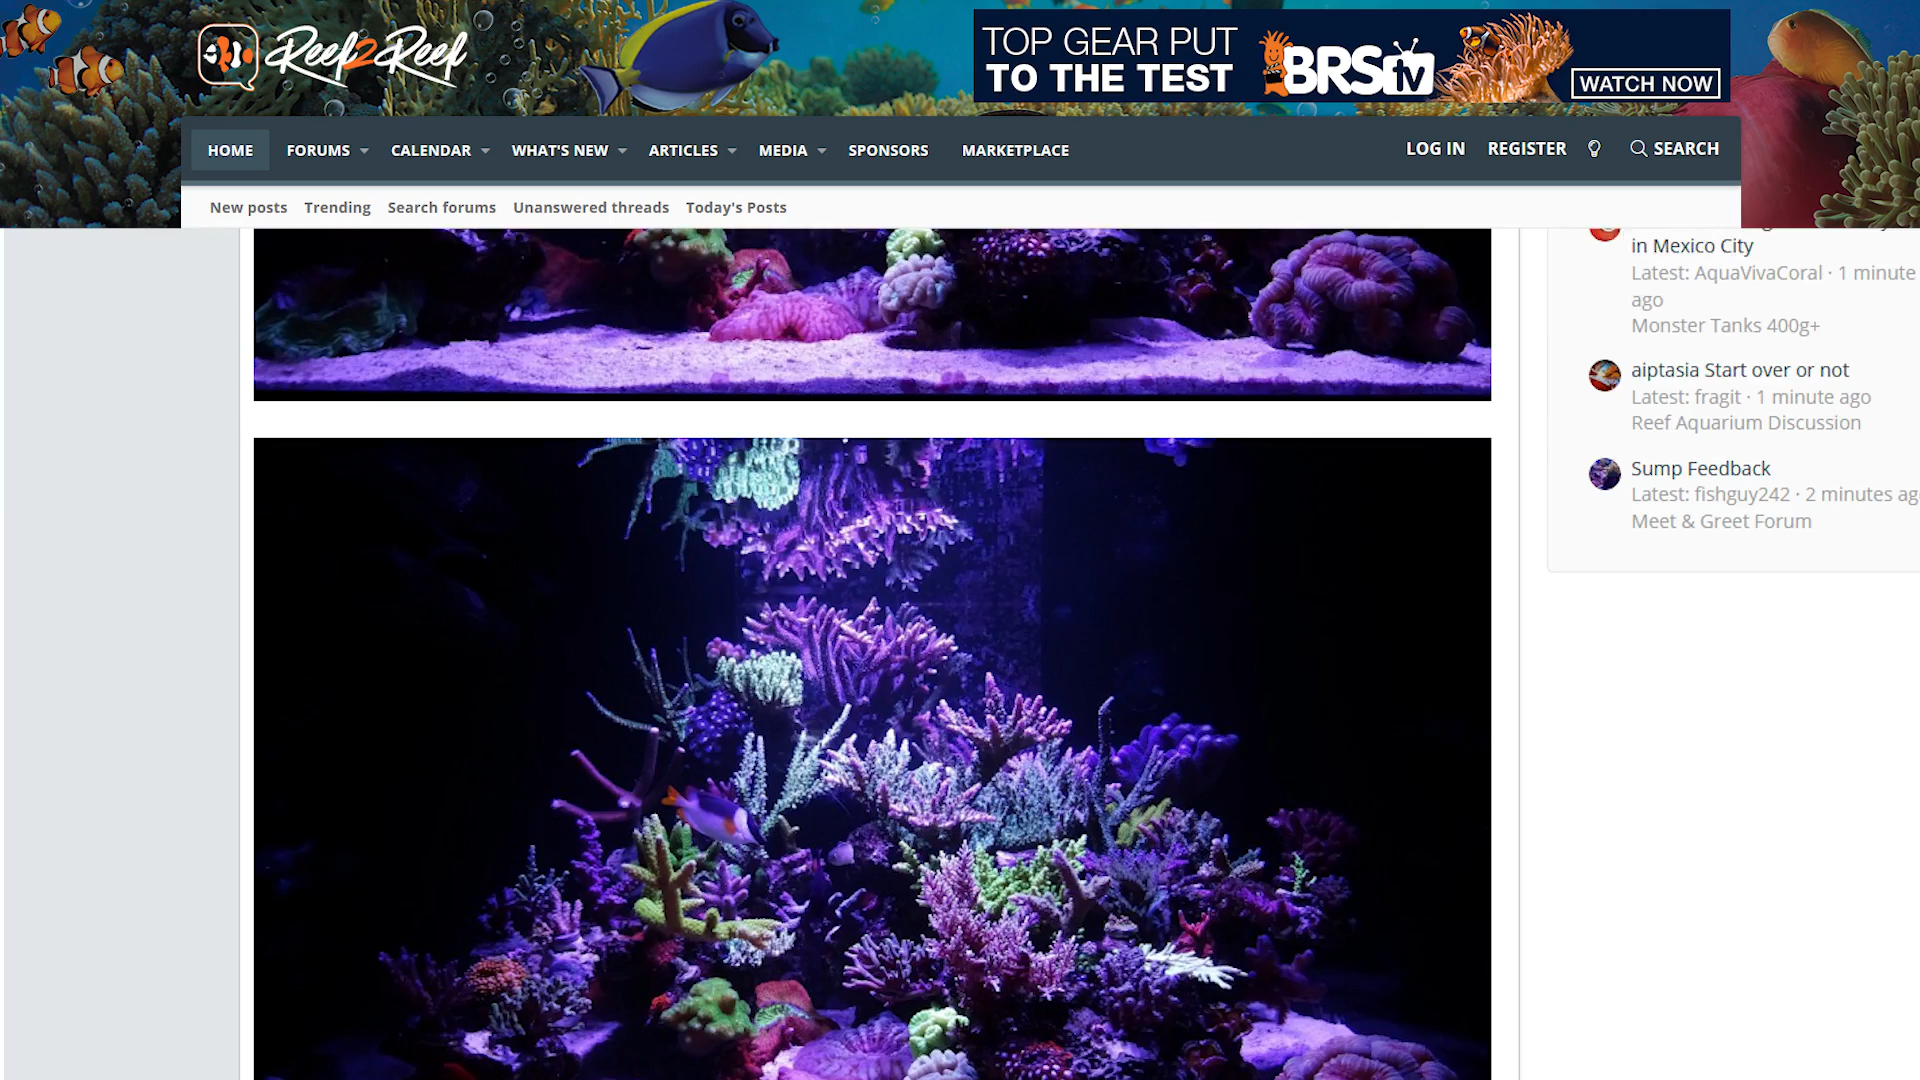 Reef2Reef
TOP GEAR PUT
TO THE TEST
BRStv
WATCH NOW
HOME
FORUMS
CALENDAR
WHAT'S NEW
ARTICLES
MEDIA
SPONSORS
MARKETPLACE
LOG IN
REGISTER
SEARCH
New posts
Trending
Search forums
Unanswered threads
Today's Posts
in Mexico City
Latest: AquaVivaCoral · 1 minute
ago
Monster Tanks 400g+
aiptasia Start over or not
Latest: fragit · 1 minute ago
Reef Aquarium Discussion
Sump Feedback
Latest: fishguy242 · 2 minutes ag
Meet & Greet Forum